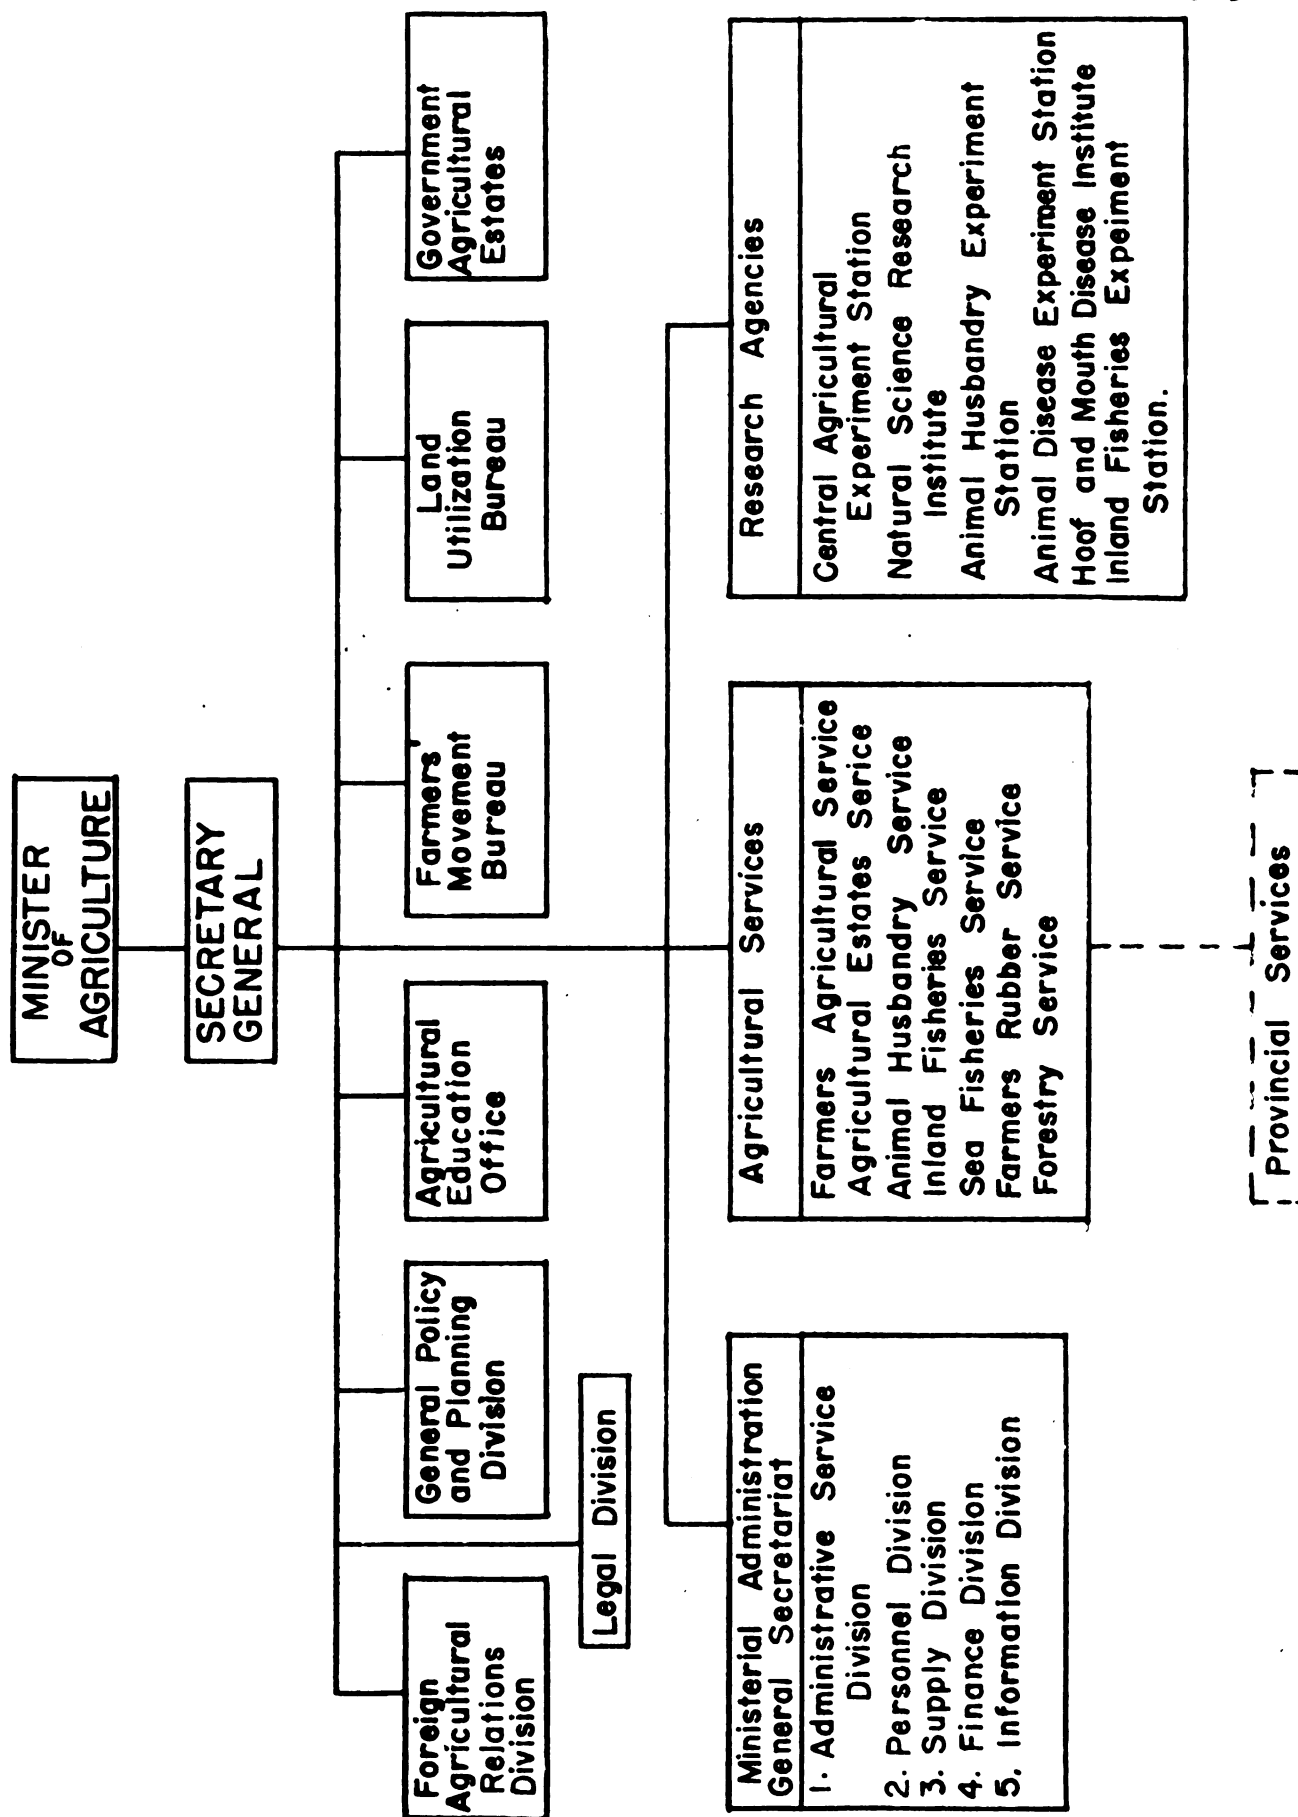 MINISTER
OF
AGRICULTURE
SECRETARY
GENERAL
Foreign
Agricultural
Relations
Division
General Policy
and Planning
Division
Agricultural
Education
Office
Farmers'
Movement
Bureau
Land
Utilization
Bureau
Government
Agricultural
Estates
Legal Division
Ministerial Administration
General Secretariat
1. Administrative Service
Division
2. Personnel Division
3. Supply Division
4. Finance Division
5. Information Division
Agricultural Services
Farmers Agricultural Service
Agricultural Estates Serice
Animal Husbandry Service
Inland Fisheries Service
Sea Fisheries Service
Farmers Rubber Service
Forestry Service
Research Agencies
Central Agricultural
Experiment Station
Natural Science Research
Institute
Animal Husbandry Experiment
Station
Animal Disease Experiment Station
Hoof and Mouth Disease Institute
Inland Fisheries Expeiment
Station.
Provincial Services